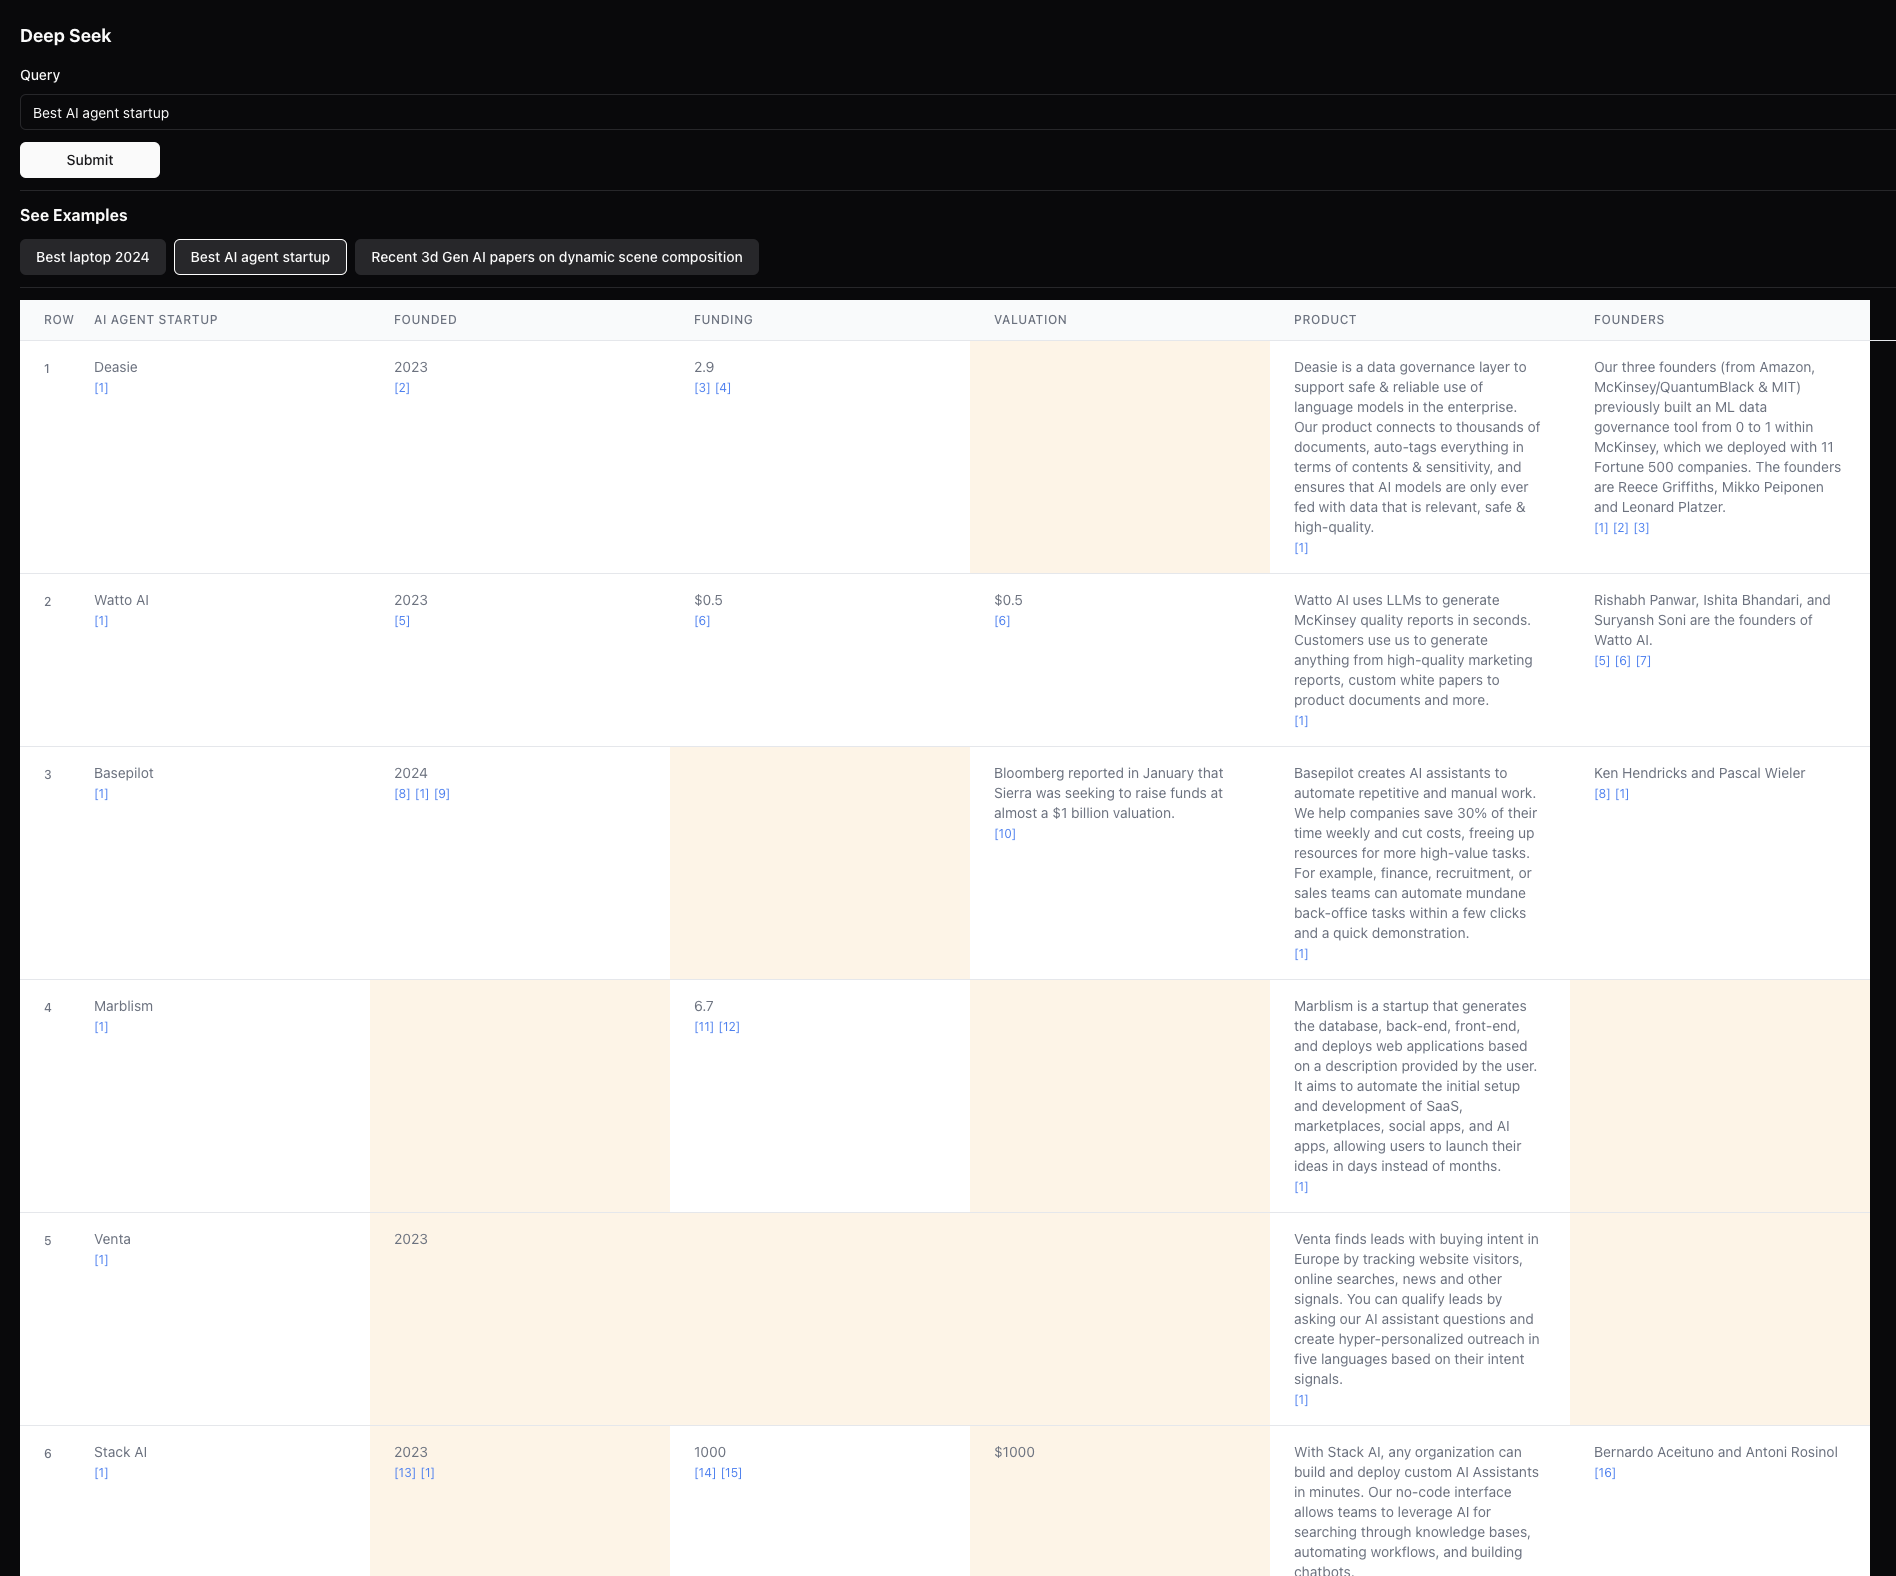 Deep Seek
Query
Best AI agent startup
Submit
See Examples
Best laptop 2024
Best AI agent startup
Recent 3d Gen AI papers on dynamic scene composition
ROW
AI AGENT STARTUP
FOUNDED
FUNDING
VALUATION
PRODUCT
FOUNDERS
1
Deasie
[1]
2023
[2]
2.9
[3] [4]
Deasie is a data governance layer to
support safe & reliable use of
language models in the enterprise.
Our product connects to thousands of
documents, auto-tags everything in
terms of contents & sensitivity, and
ensures that AI models are only ever
fed with data that is relevant, safe &
high-quality.
[1]
Our three founders (from Amazon,
McKinsey/QuantumBlack & MIT)
previously built an ML data
governance tool from 0 to 1 within
McKinsey, which we deployed with 11
Fortune 500 companies. The founders
are Reece Griffiths, Mikko Peiponen
and Leonard Platzer.
[1] [2] [3]
2
Watto AI
[1]
2023
[5]
$0.5
[6]
$0.5
[6]
Watto AI uses LLMs to generate
McKinsey quality reports in seconds.
Customers use us to generate
anything from high-quality marketing
reports, custom white papers to
product documents and more.
[1]
Rishabh Panwar, Ishita Bhandari, and
Suryansh Soni are the founders of
Watto AI.
[5] [6] [7]
3
Basepilot
[1]
2024
[8] [1] [9]
Bloomberg reported in January that
Sierra was seeking to raise funds at
almost a $1 billion valuation.
[10]
Basepilot creates AI assistants to
automate repetitive and manual work.
We help companies save 30% of their
time weekly and cut costs, freeing up
resources for more high-value tasks.
For example, finance, recruitment, or
sales teams can automate mundane
back-office tasks within a few clicks
and a quick demonstration.
[1]
Ken Hendricks and Pascal Wieler
[8] [1]
4
Marblism
[1]
6.7
[11] [12]
Marblism is a startup that generates
the database, back-end, front-end,
and deploys web applications based
on a description provided by the user.
It aims to automate the initial setup
and development of SaaS,
marketplaces, social apps, and AI
apps, allowing users to launch their
ideas in days instead of months.
[1]
5
Venta
[1]
2023
Venta finds leads with buying intent in
Europe by tracking website visitors,
online searches, news and other
signals. You can qualify leads by
asking our AI assistant questions and
create hyper-personalized outreach in
five languages based on their intent
signals.
[1]
6
Stack AI
[1]
2023
[13] [1]
1000
[14] [15]
$1000
With Stack AI, any organization can
build and deploy custom AI Assistants
in minutes. Our no-code interface
allows teams to leverage AI for
searching through knowledge bases,
automating workflows, and building
chatbots.
Bernardo Aceituno and Antoni Rosinol
[16]